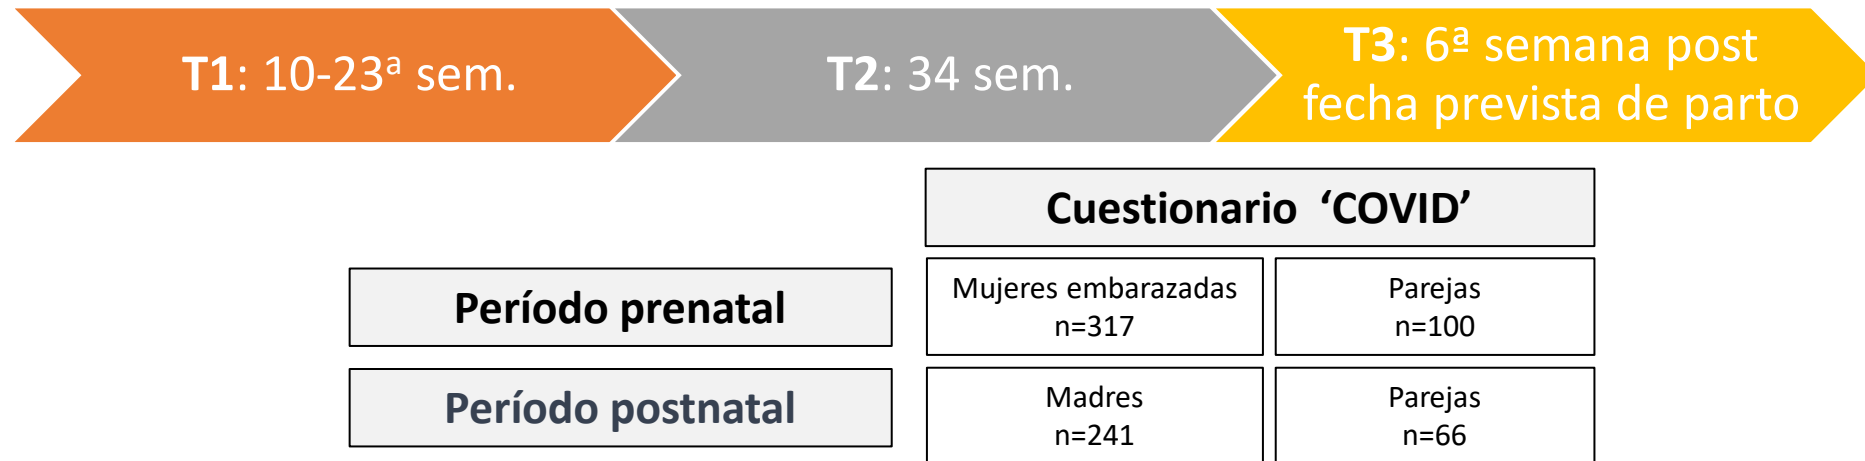 T1: 10-23ª sem.
T2: 34 sem.
T3: 6ª semana post
fecha prevista de parto
Cuestionario ‘COVID’
Período prenatal
Mujeres embarazadas
n=317
Parejas
n=100
Período postnatal
Madres
n=241
Parejas
n=66